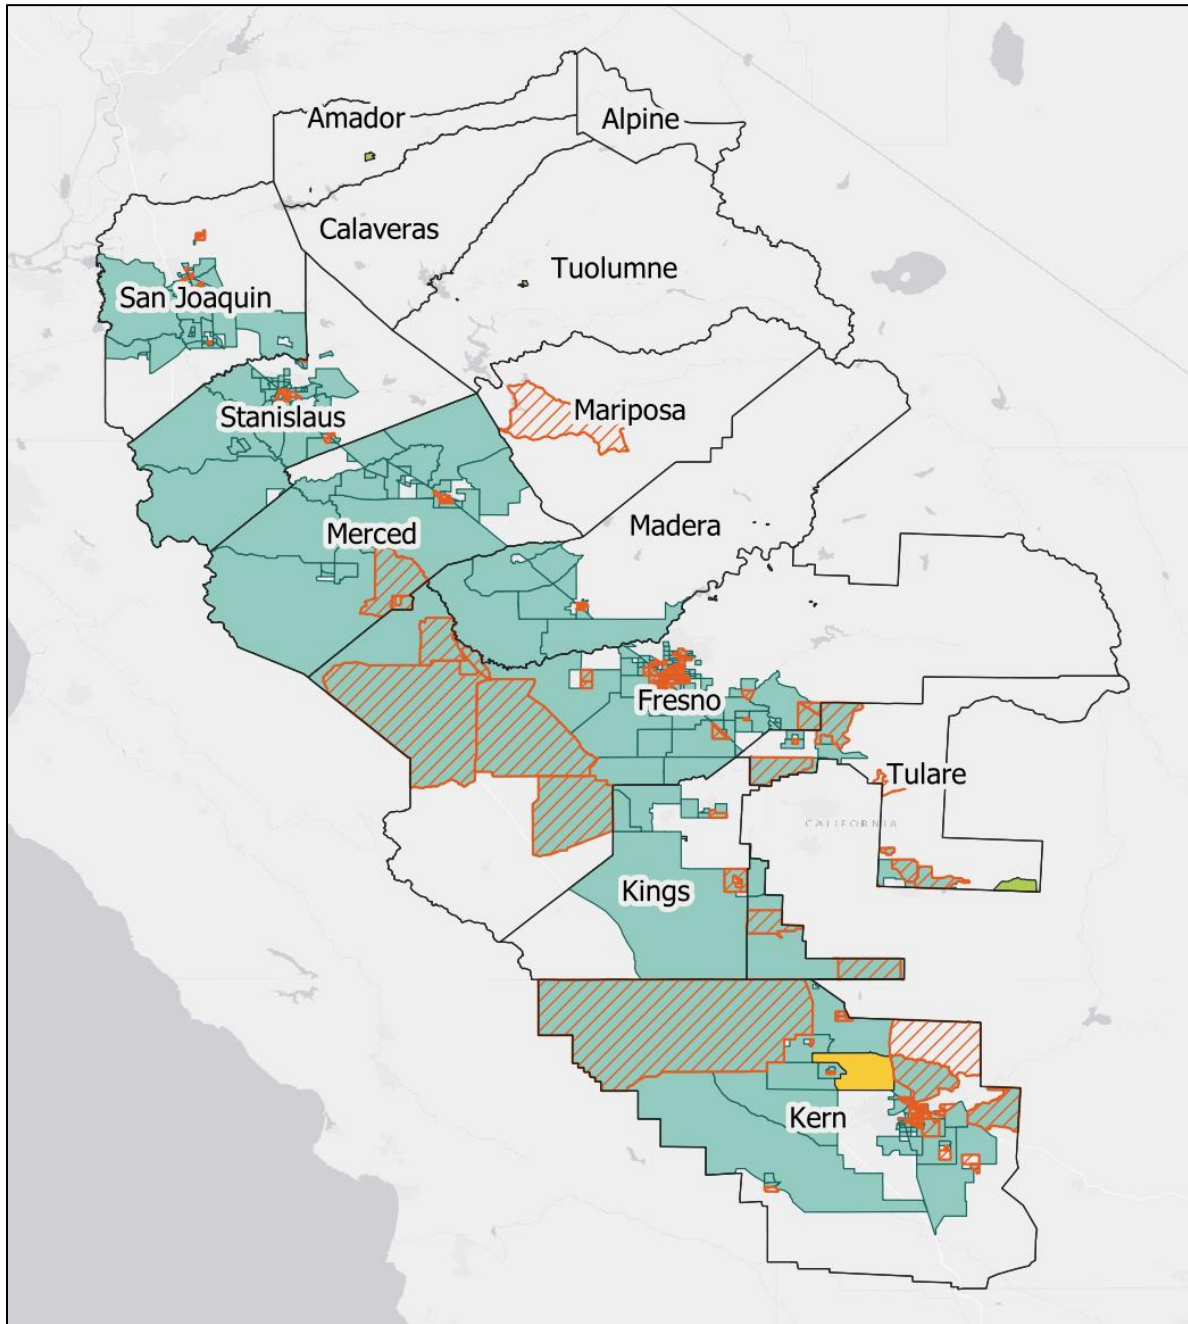 Amador
Alpine
Calaveras
Tuolumne
San Joaquin
Mariposa
Stanislaus
Merced
Madera
Fresno
Tulare
CALIFORNIA
Kings
Kern